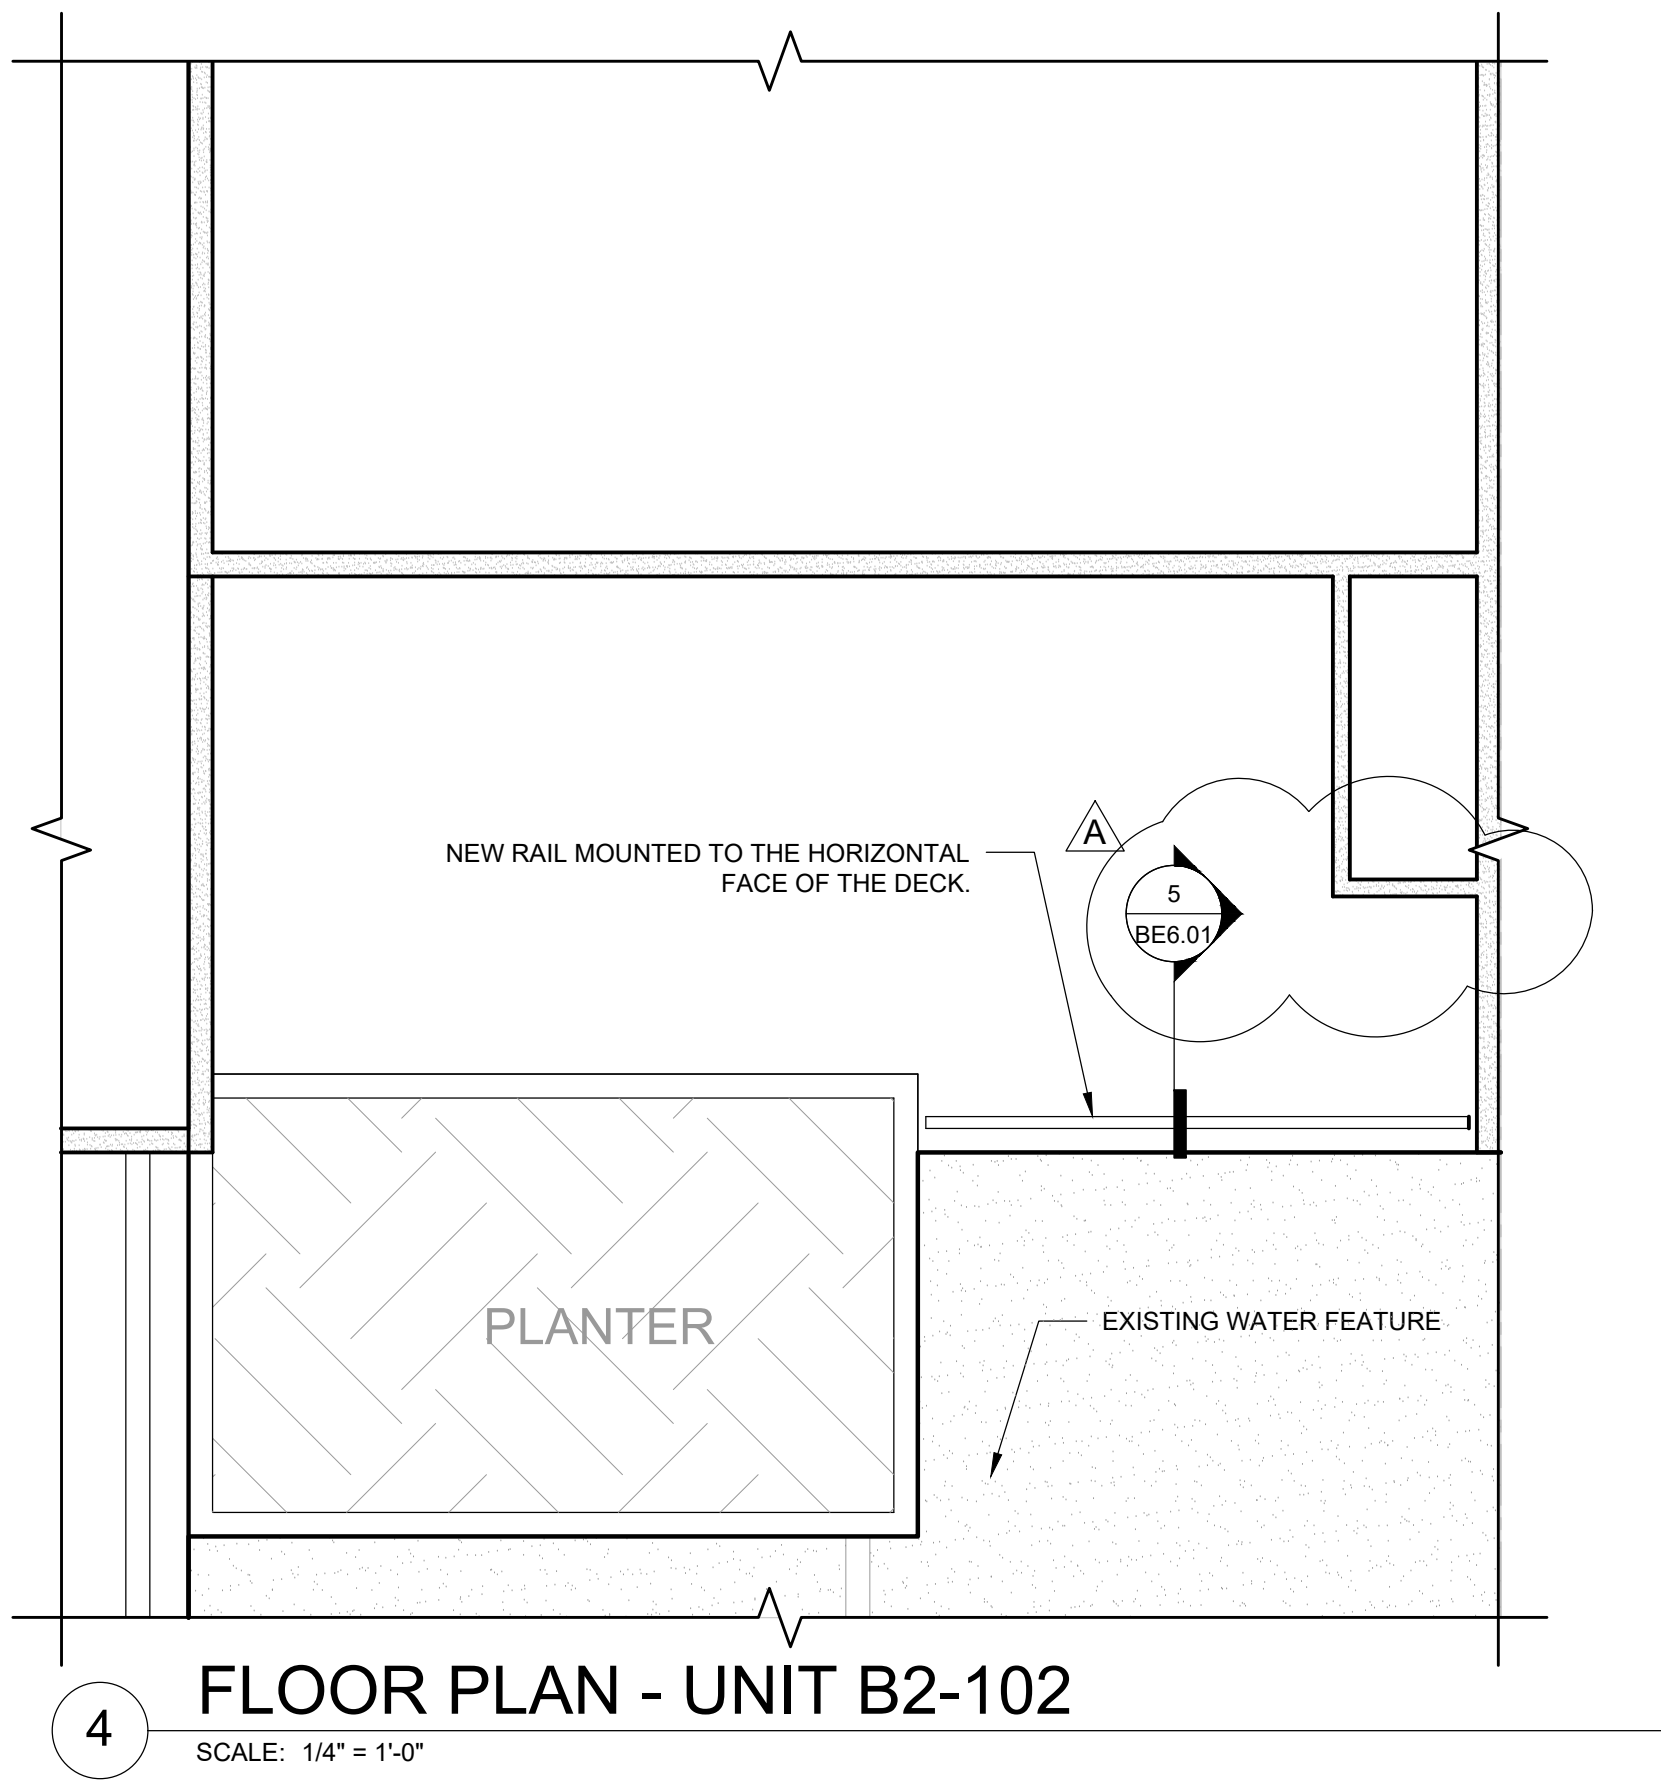 NEW RAIL MOUNTED TO THE HORIZONTAL
FACE OF THE DECK.
A
5
BE6.01
PLANTER
EXISTING WATER FEATURE
4
FLOOR PLAN - UNIT B2-102
SCALE: 1/4" = 1'-0"